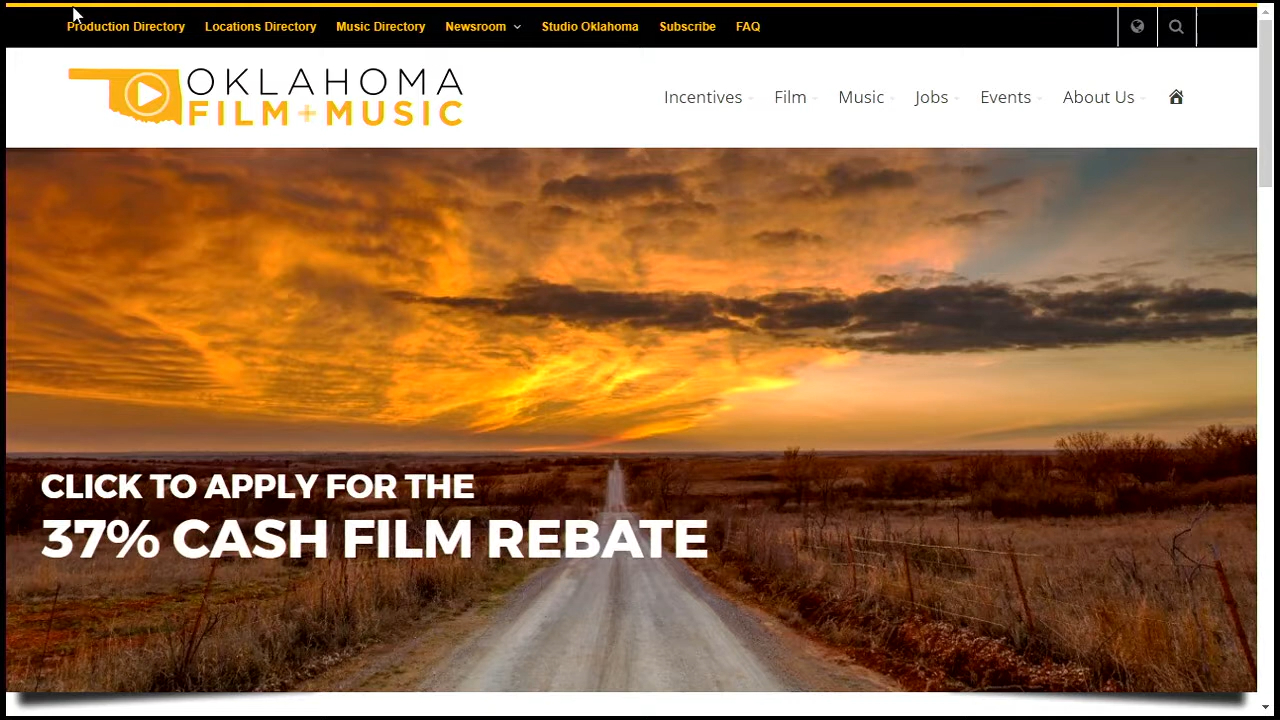 Production Directory Locations Directory Music Directory Newsroom Studio Oklahoma Subscribe FAQ
OKLAHOMA
FILM+MUSIC
Incentives Film Music Jobs Events About Us
CLICK TO APPLY FOR THE
37% CASH FILM REBATE